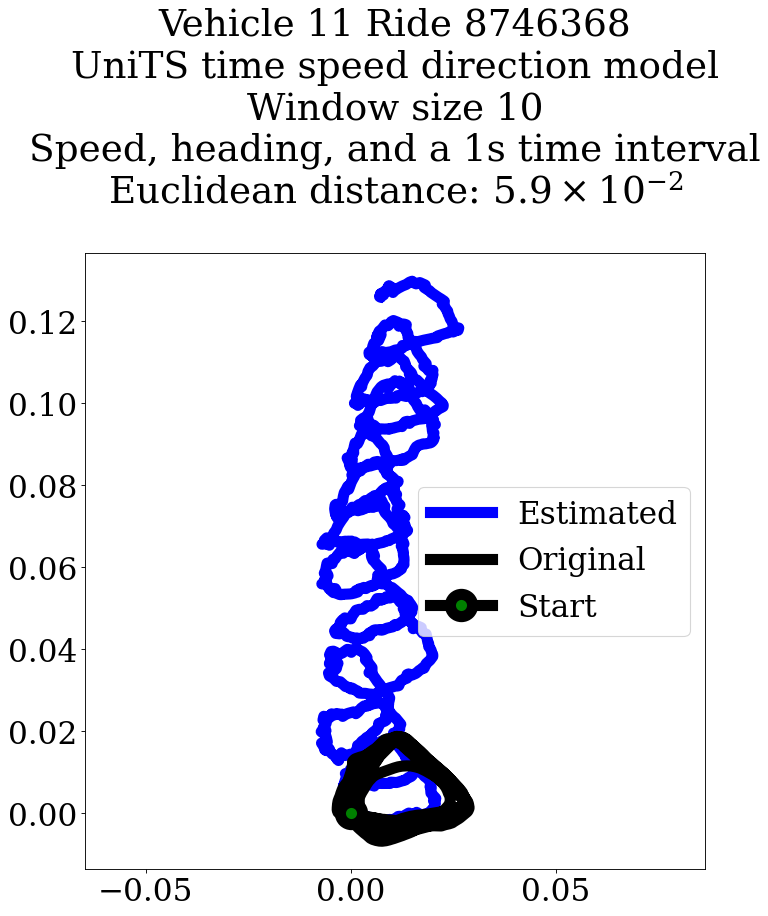 Vehicle 11 Ride 8746368
UniTS time speed direction model
Window size 10
Speed, heading, and a 1s time interval
Euclidean distance: 5.9 × 10⁻²
0.12
0.10
0.08
0.06
0.04
0.02
0.00
Estimated
Original
Start
−0.05 0.00 0.05